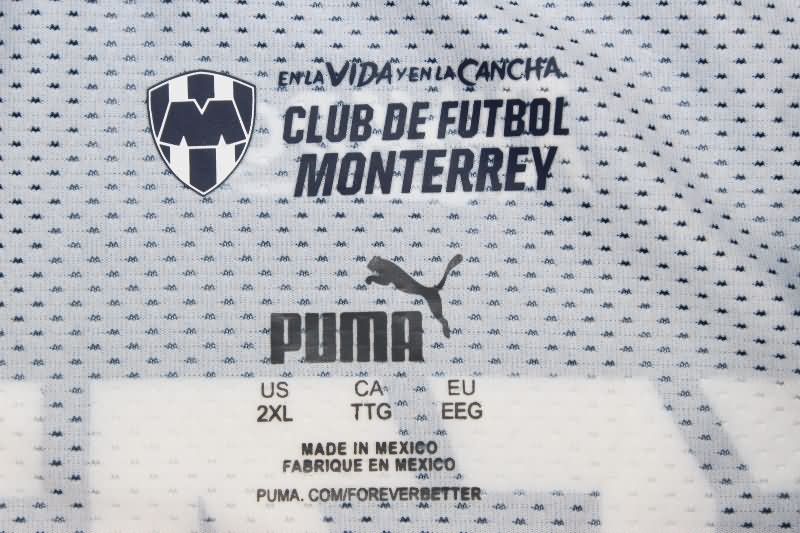 EN LA VIDA Y EN LA CANCHA
CLUB DE FUTBOL
MONTERREY
PUMA
US CA EU
2XL TTG EEG
MADE IN MEXICO
FABRIQUE EN MEXICO
PUMA. COM/FOREVERBETTER